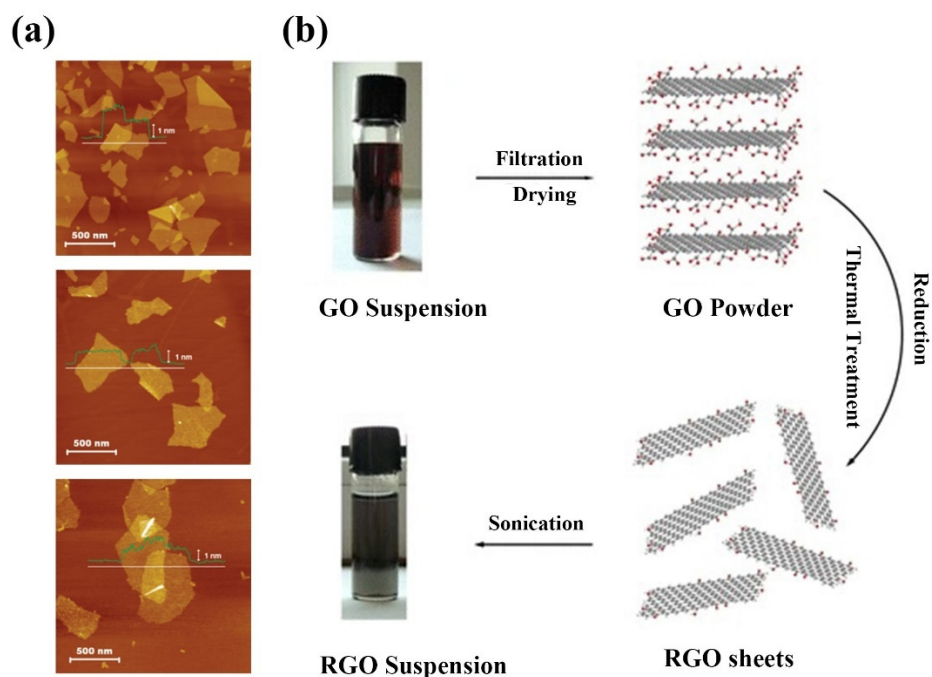 (a)
(b)
1 nm
500 nm
1 nm
500 nm
1 nm
500 nm
Filtration
Drying
GO Suspension
GO Powder
Reduction
Thermal Treatment
Sonication
RGO Suspension
RGO sheets